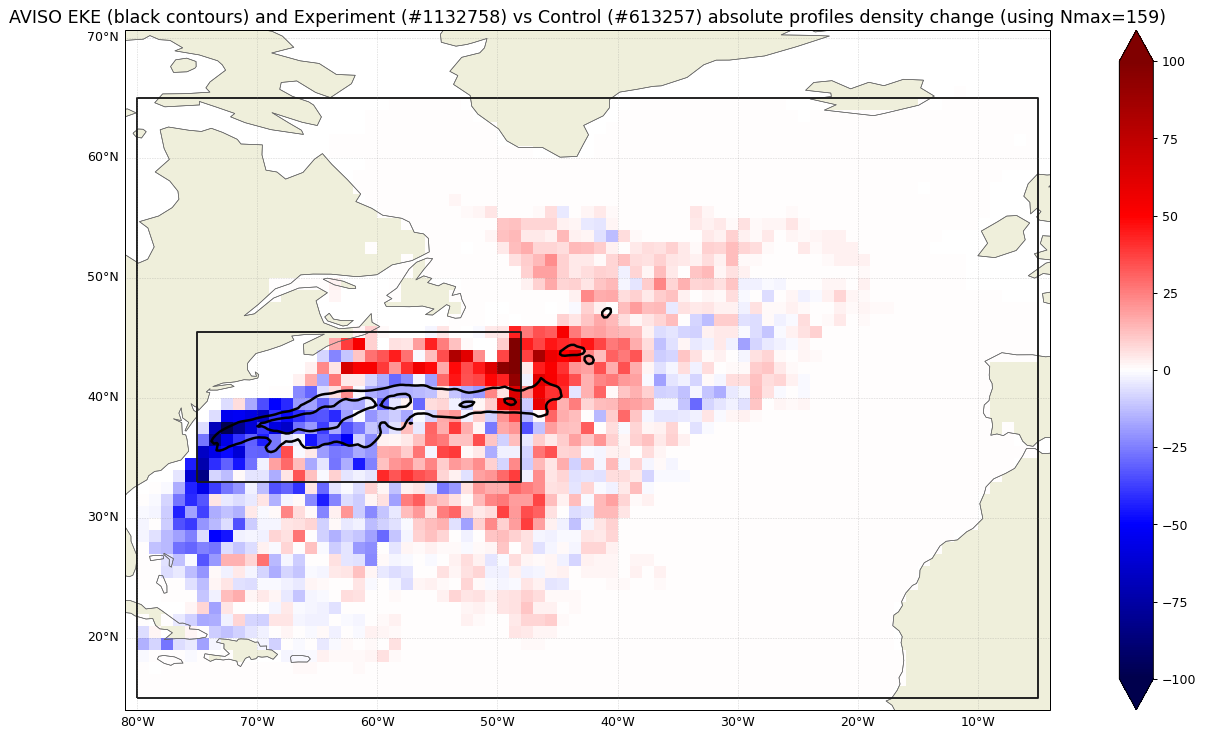 AVISO EKE (black contours) and Experiment (#1132758) vs Control (#613257) absolute profiles density change (using Nmax=159)
70°N
60°N
50°N
40°N
30°N
20°N
80°W
70°W
60°W
50°W
40°W
30°W
20°W
10°W
100
75
50
25
0
−25
−50
−75
−100